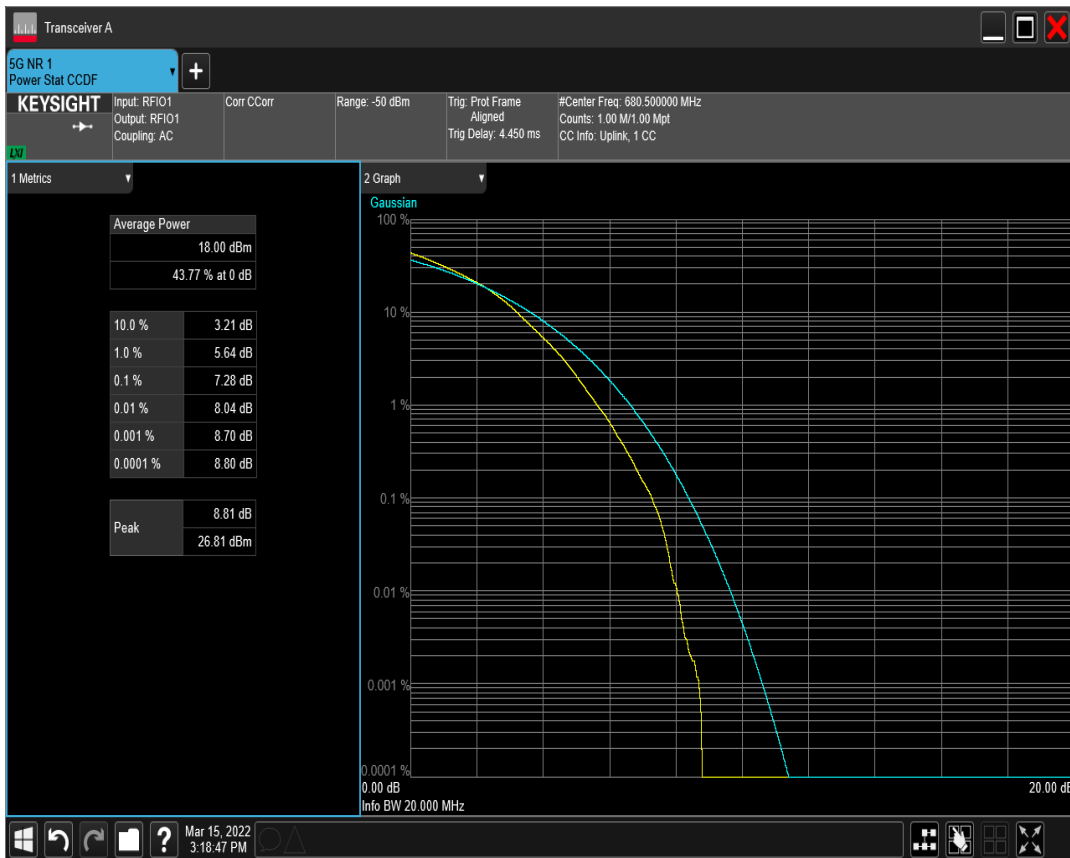 Transceiver A
5G NR 1
Power Stat CCDF
KEYSIGHT
LXI
Input: RFIO1
Output: RFIO1
Coupling: AC
Corr CCorr
Range: -50 dBm
Trig: Prot Frame
Aligned
Trig Delay: 4.450 ms
#Center Freq: 680.500000 MHz
Counts: 1.00 M/1.00 Mpt
CC Info: Uplink, 1 CC
1 Metrics
Average Power
18.00 dBm
43.77 % at 0 dB
10.0 % 3.21 dB
1.0 % 5.64 dB
0.1 % 7.28 dB
0.01 % 8.04 dB
0.001 % 8.70 dB
0.0001 % 8.80 dB
Peak
8.81 dB
26.81 dBm
2 Graph
Gaussian
100 %
10 %
1 %
0.1 %
0.01 %
0.001 %
0.0001 %
0.00 dB 20.00 dB
Info BW 20.000 MHz
?
Mar 15, 2022
3:18:47 PM